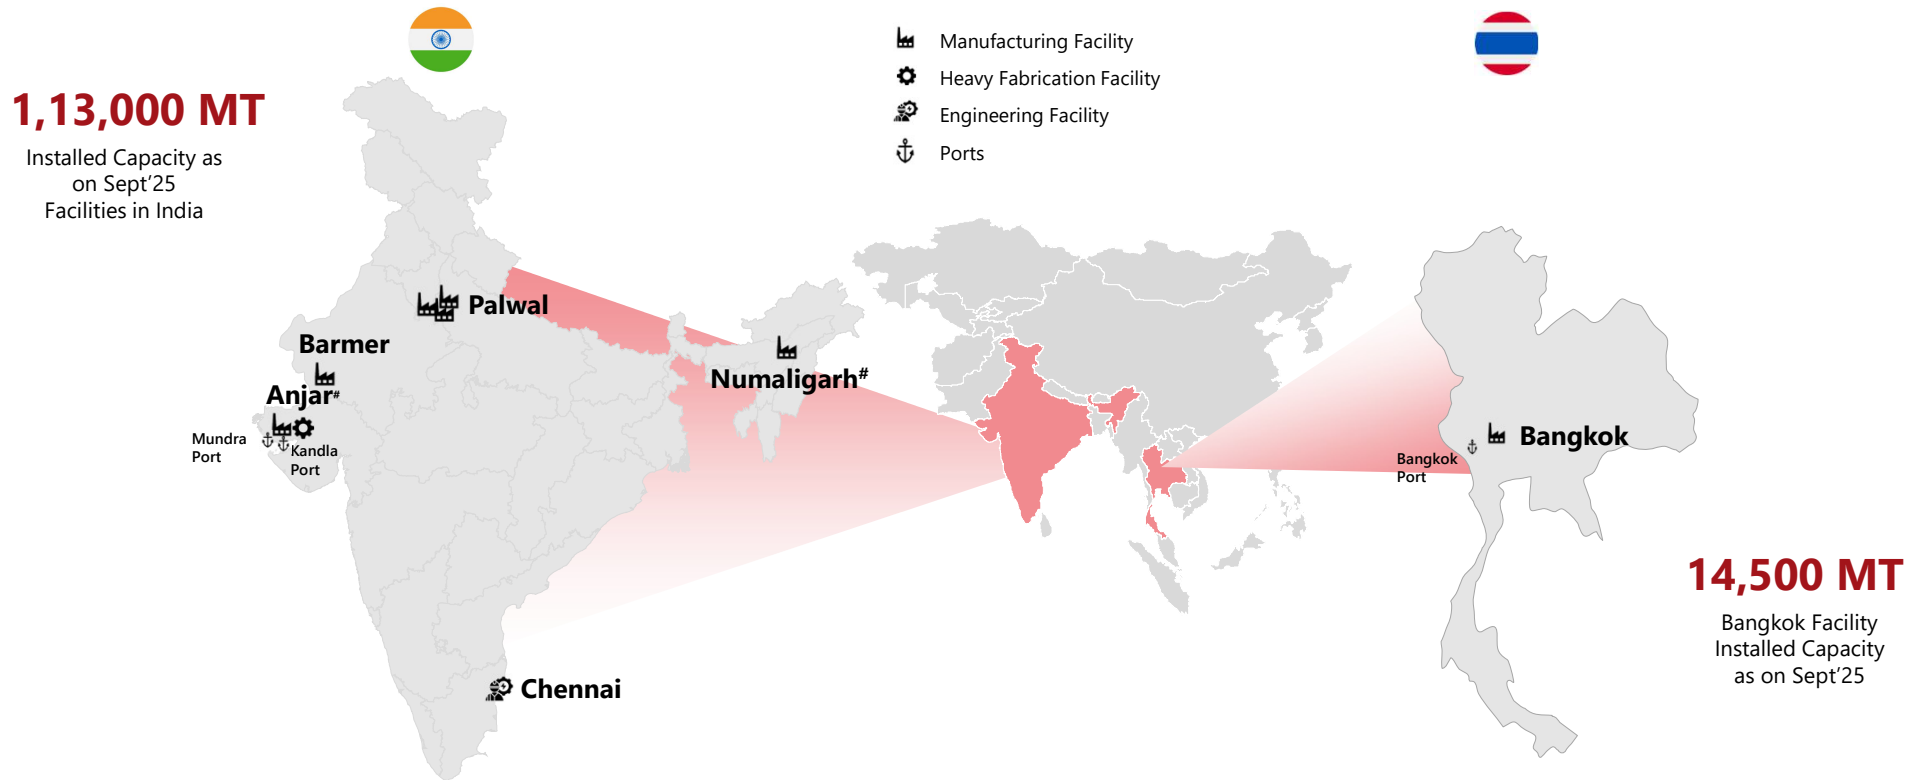 1,13,000 MT
Installed Capacity as
on Sept'25
Facilities in India
Manufacturing Facility
Heavy Fabrication Facility
Engineering Facility
Ports
Palwal
Barmer
Anjar#
Mundra
Port
Kandla
Port
Numaligarh#
Chennai
Bangkok
Bangkok
Port
14,500 MT
Bangkok Facility
Installed Capacity
as on Sept'25